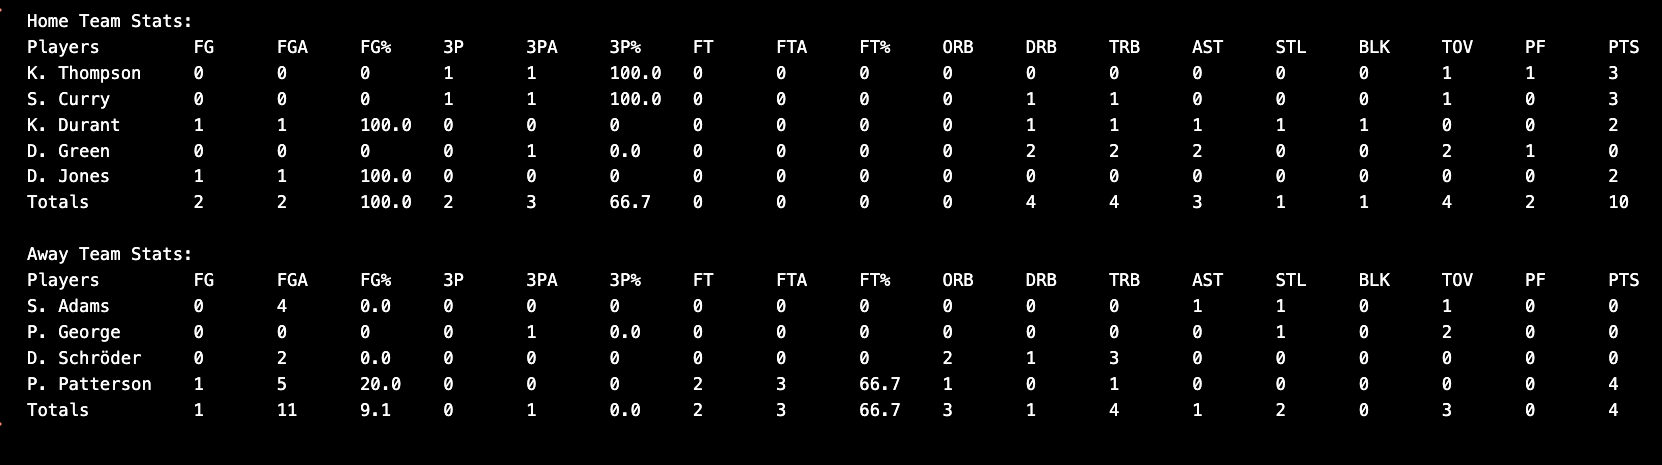 Home Team Stats:
Players FG FGA FG% 3P 3PA 3P% FT FTA FT% ORB DRB TRB AST STL BLK TOV PF PTS
K. Thompson 0 0 0 1 1 100.0 0 0 0 0 0 0 0 0 0 1 1 3
S. Curry 0 0 0 1 1 100.0 0 0 0 0 1 1 0 0 0 1 0 3
K. Durant 1 1 100.0 0 0 0 0 0 0 0 1 1 1 1 1 0 0 2
D. Green 0 0 0 0 1 0.0 0 0 0 0 2 2 2 0 0 2 1 0
D. Jones 1 1 100.0 0 0 0 0 0 0 0 0 0 0 0 0 0 0 2
Totals 2 2 100.0 2 3 66.7 0 0 0 0 4 4 3 1 1 4 2 10
Away Team Stats:
Players FG FGA FG% 3P 3PA 3P% FT FTA FT% ORB DRB TRB AST STL BLK TOV PF PTS
S. Adams 0 4 0.0 0 0 0 0 0 0 0 0 0 1 1 0 1 0 0
P. George 0 0 0 0 1 0.0 0 0 0 0 0 0 0 1 0 2 0 0
D. Schröder 0 2 0.0 0 0 0 0 0 0 2 1 3 0 0 0 0 0 0
P. Patterson 1 5 20.0 0 0 0 2 3 66.7 1 0 1 0 0 0 0 0 4
Totals 1 11 9.1 0 1 0.0 2 3 66.7 3 1 4 1 2 0 3 0 4